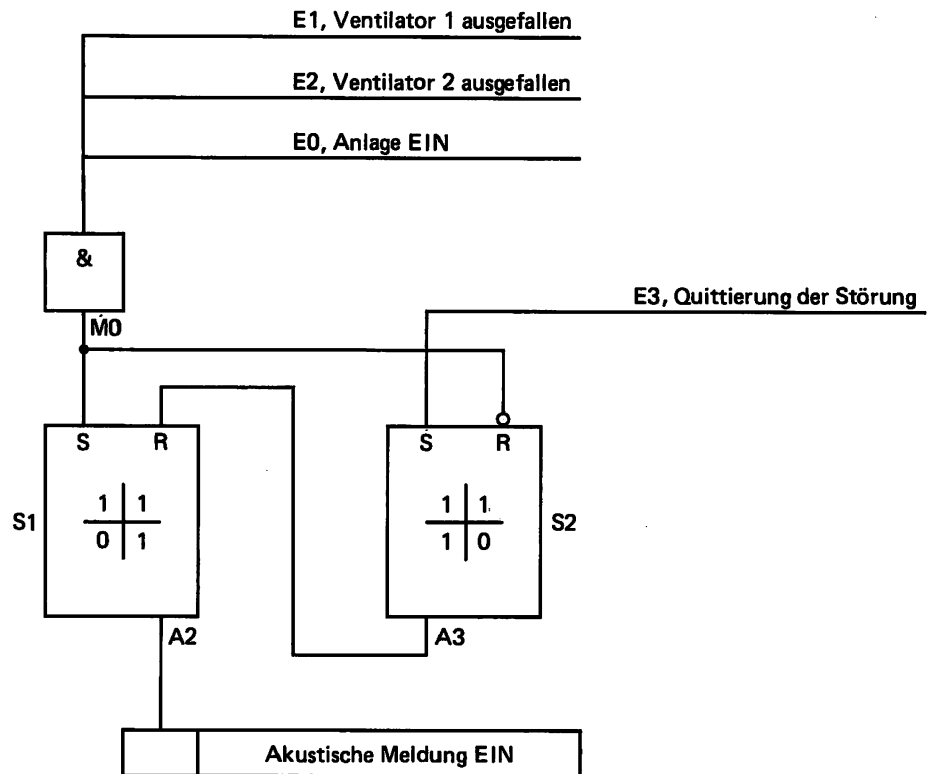 E1, Ventilator 1 ausgefallen
E2, Ventilator 2 ausgefallen
E0, Anlage EIN
&
E3, Quittierung der Störung
M0
S R
S R
S1
1 1
0 1
1 1
1 0
S2
A2
A3
Akustische Meldung EIN